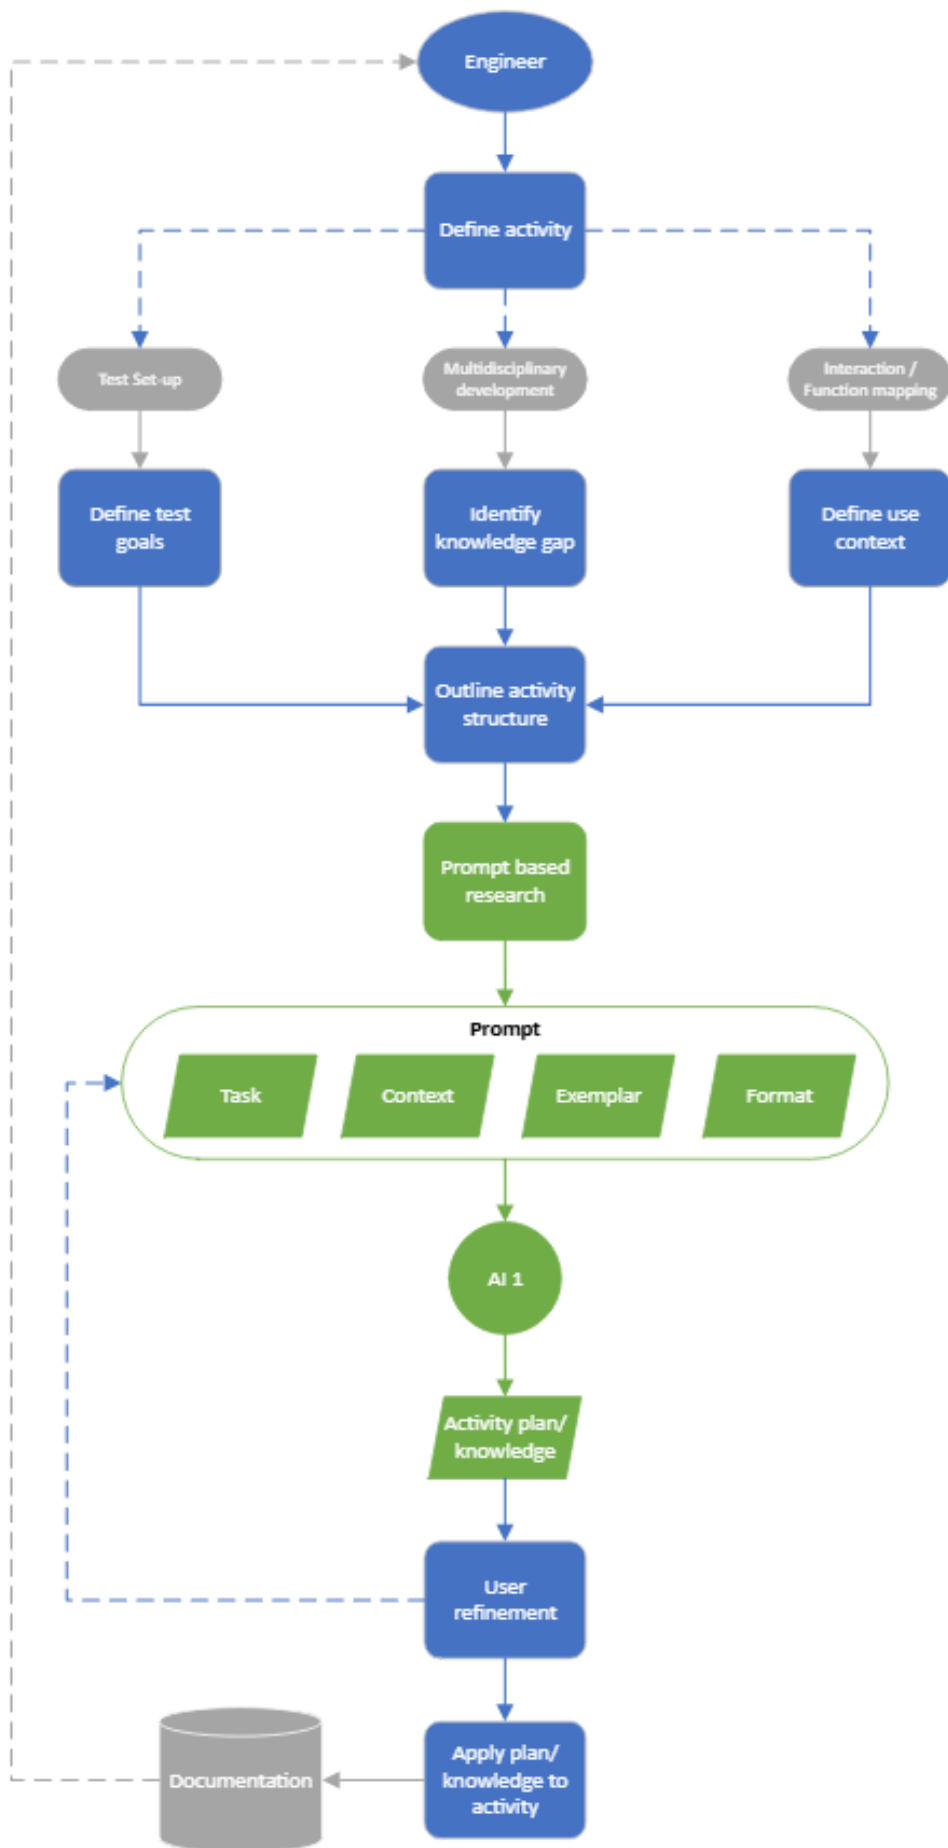 Engineer
Define activity
Test Set-up
Multidisciplinary
development
Interaction /
Function mapping
Define test
goals
Identify
knowledge gap
Define use
context
Outline activity
structure
Prompt based
research
Prompt
Task
Context
Exemplar
Format
AI 1
Activity plan/
knowledge
User
refinement
Documentation
Apply plan/
knowledge to
activity